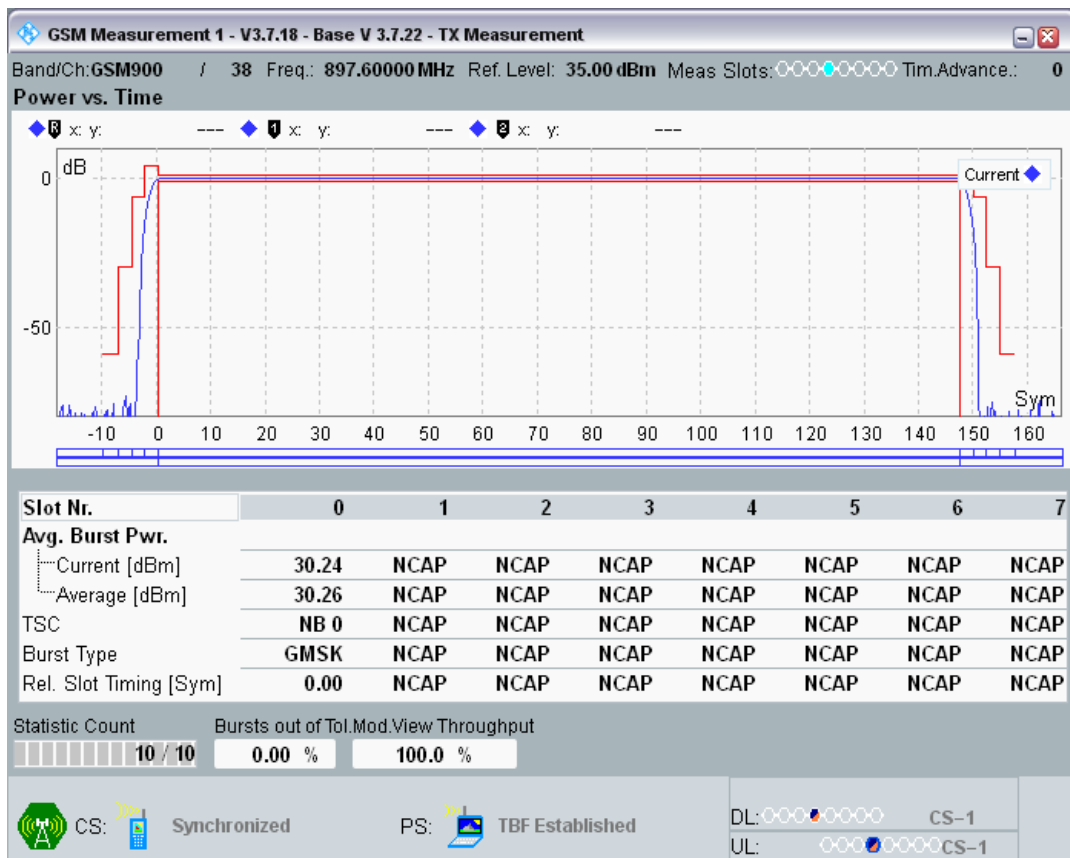 GSM Measurement 1 - V3.7.18 - Base V 3.7.22 - TX Measurement
Band/Ch:GSM900 / 38 Freq.: 897.60000 MHz Ref. Level: 35.00 dBm Meas Slots: Tim.Advance.: 0
Power vs. Time
R x: y: --- 1 x: y: --- 2 x: y: ---
dB
Current
0
-50
Sym
-10 0 10 20 30 40 50 60 70 80 90 100 110 120 130 140 150 160
Slot Nr. 0 1 2 3 4 5 6 7
Avg. Burst Pwr.
Current [dBm] 30.24 NCAP NCAP NCAP NCAP NCAP NCAP NCAP
Average [dBm] 30.26 NCAP NCAP NCAP NCAP NCAP NCAP NCAP
TSC NB 0 NCAP NCAP NCAP NCAP NCAP NCAP NCAP
Burst Type GMSK NCAP NCAP NCAP NCAP NCAP NCAP NCAP
Rel. Slot Timing [Sym] 0.00 NCAP NCAP NCAP NCAP NCAP NCAP NCAP
Statistic Count Bursts out of Tol.Mod.View Throughput
10 / 10 0.00 % 100.0 %
CS: Synchronized PS: TBF Established
DL: CS-1
UL: CS-1